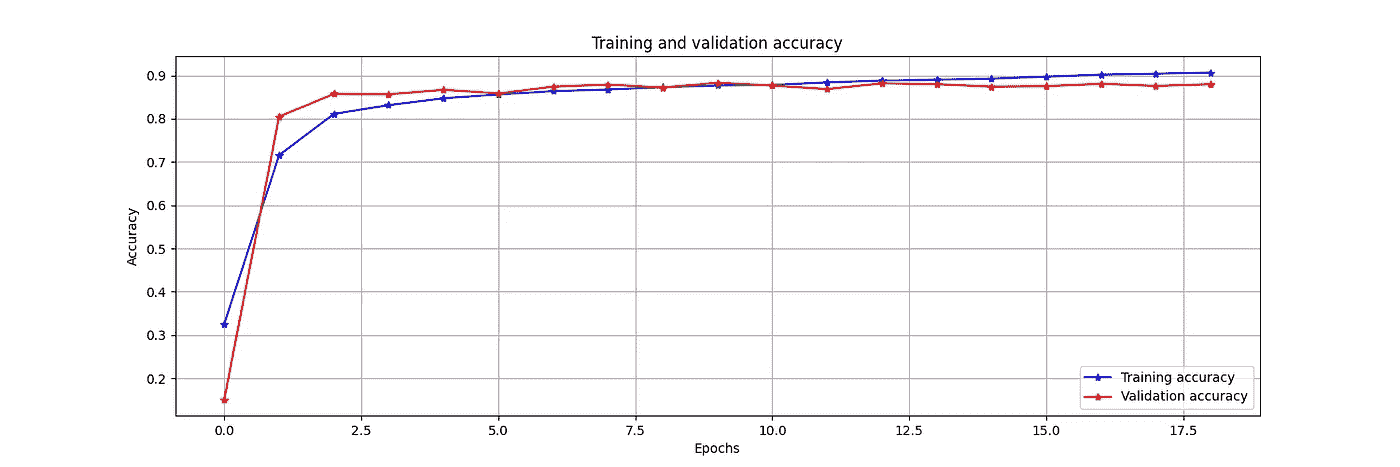 Training and validation accuracy
0.9
0.8
0.7
0.6
0.5
0.4
0.3
0.2
Accuracy
Training accuracy
Validation accuracy
0.0 2.5 5.0 7.5 10.0 12.5 15.0 17.5
Epochs